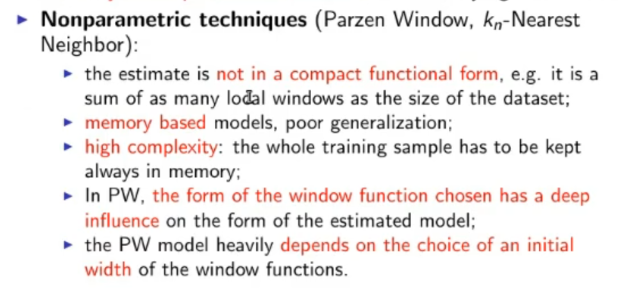 ▸ Nonparametric techniques (Parzen Window, kₙ-Nearest
Neighbor):
▸ the estimate is not in a compact functional form, e.g. it is a
sum of as many local windows as the size of the dataset;
▸ memory based models, poor generalization;
▸ high complexity: the whole training sample has to be kept
always in memory;
▸ In PW, the form of the window function chosen has a deep
influence on the form of the estimated model;
▸ the PW model heavily depends on the choice of an initial
width of the window functions.